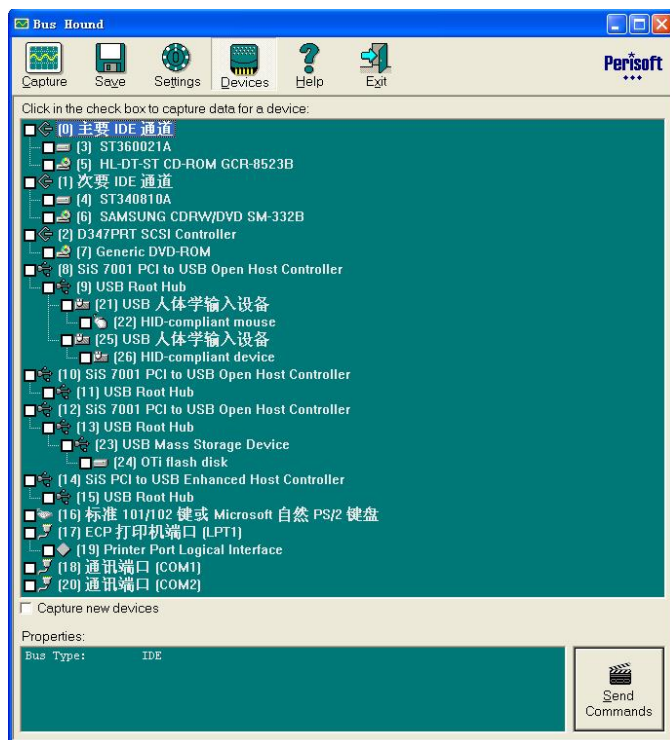 Bus Hound
Capture Save Settings Devices Help Exit Perisoft
Click in the check box to capture data for a device:
[0] 主要 IDE 通道
[3] ST360021A
[5] HL-DT-ST CD-ROM GCR-8523B
[1] 次要 IDE 通道
[4] ST340810A
[6] SAMSUNG CDRW/DVD SM-332B
[2] D347PRT SCSI Controller
[7] Generic DVD-ROM
[8] SiS 7001 PCI to USB Open Host Controller
[9] USB Root Hub
[21] USB 人体学输入设备
[22] HID-compliant mouse
[25] USB 人体学输入设备
[26] HID-compliant device
[10] SiS 7001 PCI to USB Open Host Controller
[11] USB Root Hub
[12] SiS 7001 PCI to USB Open Host Controller
[13] USB Root Hub
[23] USB Mass Storage Device
[24] OTi flash disk
[14] SiS PCI to USB Enhanced Host Controller
[15] USB Root Hub
[16] 标准 101/102 键或 Microsoft 自然 PS/2 键盘
[17] ECP 打印机端口 (LPT1)
[19] Printer Port Logical Interface
[18] 通讯端口 (COM1)
[20] 通讯端口 (COM2)
Capture new devices
Properties:
Bus Type: IDE
Send
Commands